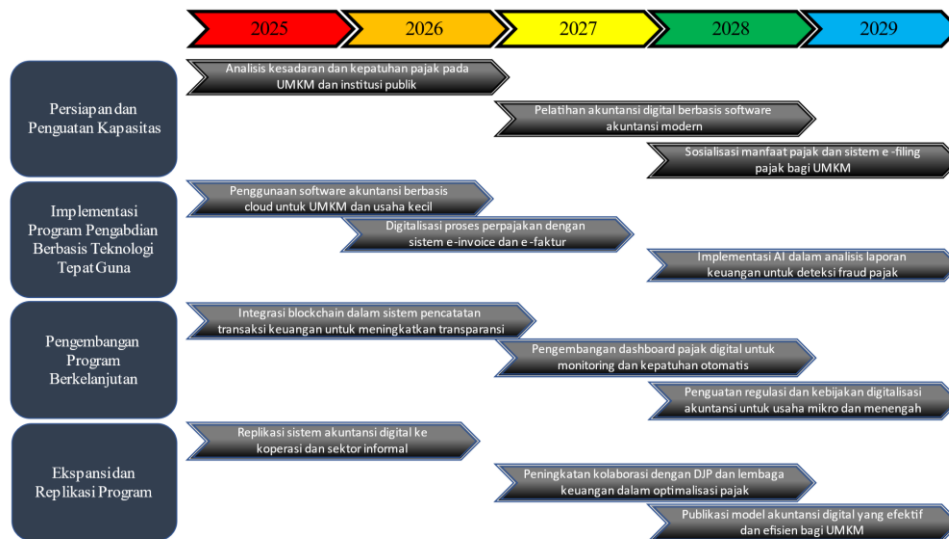 2025
2026
2027
2028
2029
Persiapan dan
Penguatan Kapasitas
Analisis kesadaran dan kepatuhan pajak pada
UMKM dan institusi publik
Pelatihan akuntansi digital berbasis software
akuntansi modern
Sosialisasi manfaat pajak dan sistem e-filing
pajak bagi UMKM
Implementasi
Program Pengabdian
Berbasis Teknologi
Tepat Guna
Penggunaan software akuntansi berbasis
cloud untuk UMKM dan usaha kecil
Digitalisasi proses perpajakan dengan
sistem e-invoice dan e-faktur
Implementasi AI dalam analisis laporan
keuangan untuk deteksi fraud pajak
Pengembangan
Program
Berkelanjutan
Integrasi blockchain dalam sistem pencatatan
transaksi keuangan untuk meningkatkan transparansi
Pengembangan dashboard pajak digital untuk
monitoring dan kepatuhan otomatis
Penguatan regulasi dan kebijakan digitalisasi
akuntansi untuk usaha mikro dan menengah
Ekspansi dan
Replikasi Program
Replikasi sistem akuntansi digital ke
koperasi dan sektor informal
Peningkatan kolaborasi dengan DJP dan lembaga
keuangan dalam optimalisasi pajak
Publikasi model akuntansi digital yang efektif
dan efisien bagi UMKM